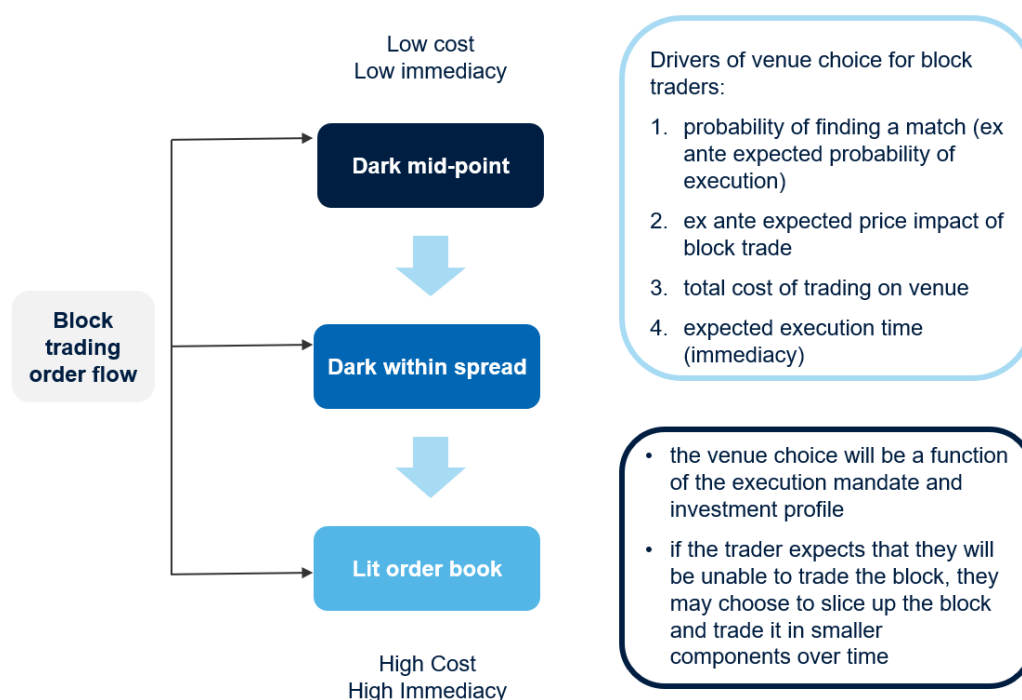 Low cost
Low immediacy
Dark mid-point
Block
trading
order flow
Dark within spread
Lit order book
High Cost
High Immediacy
Drivers of venue choice for block
traders:
1. probability of finding a match (ex
ante expected probability of
execution)
2. ex ante expected price impact of
block trade
3. total cost of trading on venue
4. expected execution time
(immediacy)
• the venue choice will be a function
of the execution mandate and
investment profile
• if the trader expects that they will
be unable to trade the block, they
may choose to slice up the block
and trade it in smaller
components over time